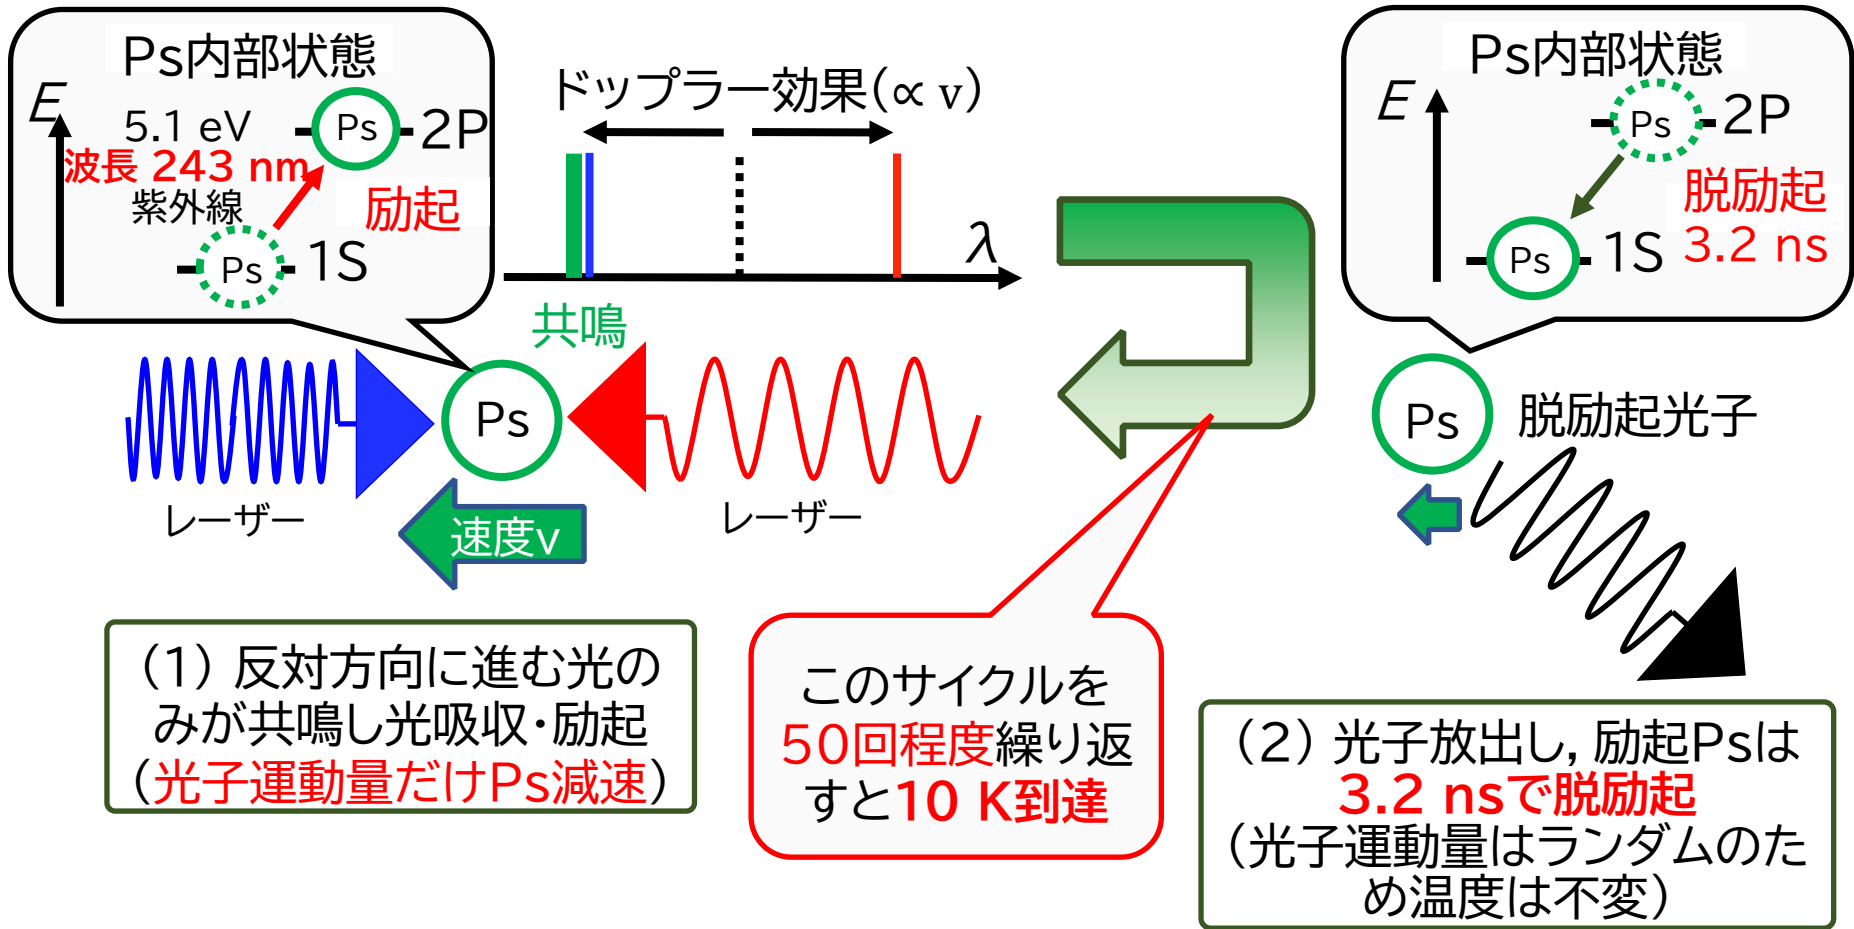 Ps内部状態
E
5.1 eV
波長 243 nm
紫外線
Ps
2P
励起
Ps
1S
ドップラー効果(∝ v)
λ
共鳴
Ps
レーザー
レーザー
速度v
(1) 反対方向に進む光の
みが共鳴し光吸収・励起
(光子運動量だけPs減速)
このサイクルを
50回程度繰り返
すと10 K到達
Ps内部状態
E
Ps
2P
脱励起
3.2 ns
Ps
1S
Ps
脱励起光子
(2) 光子放出し, 励起Psは
3.2 nsで脱励起
(光子運動量はランダムのた
め温度は不変)